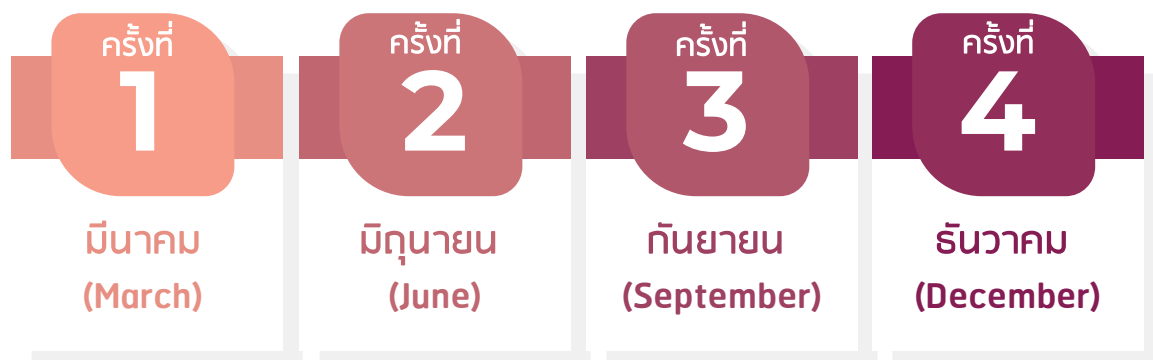 ครั้งที่
1
มีนาคม
(March)
ครั้งที่
2
มิถุนายน
(June)
ครั้งที่
3
กันยายน
(September)
ครั้งที่
4
ธันวาคม
(December)